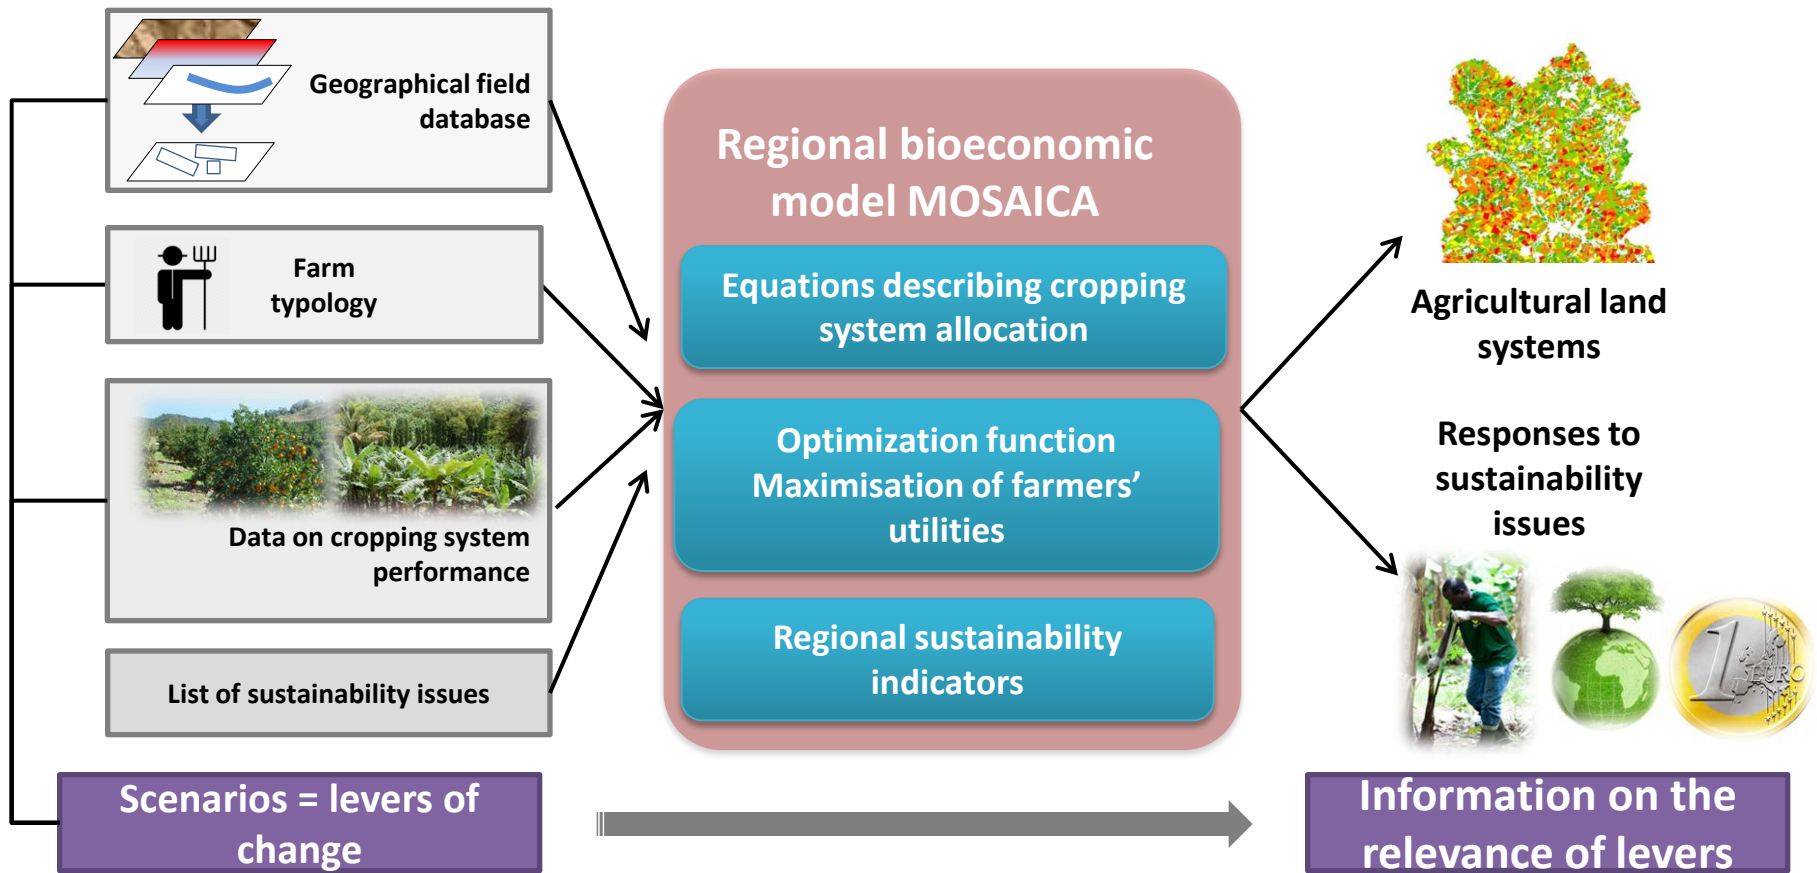 Geographical field
database
Farm
typology
Data on cropping system
performance
List of sustainability issues
Scenarios = levers of
change
Regional bioeconomic
model MOSAICA
Equations describing cropping
system allocation
Optimization function
Maximisation of farmers’
utilities
Regional sustainability
indicators
Agricultural land
systems
Responses to
sustainability
issues
1
EURO
Information on the
relevance of levers